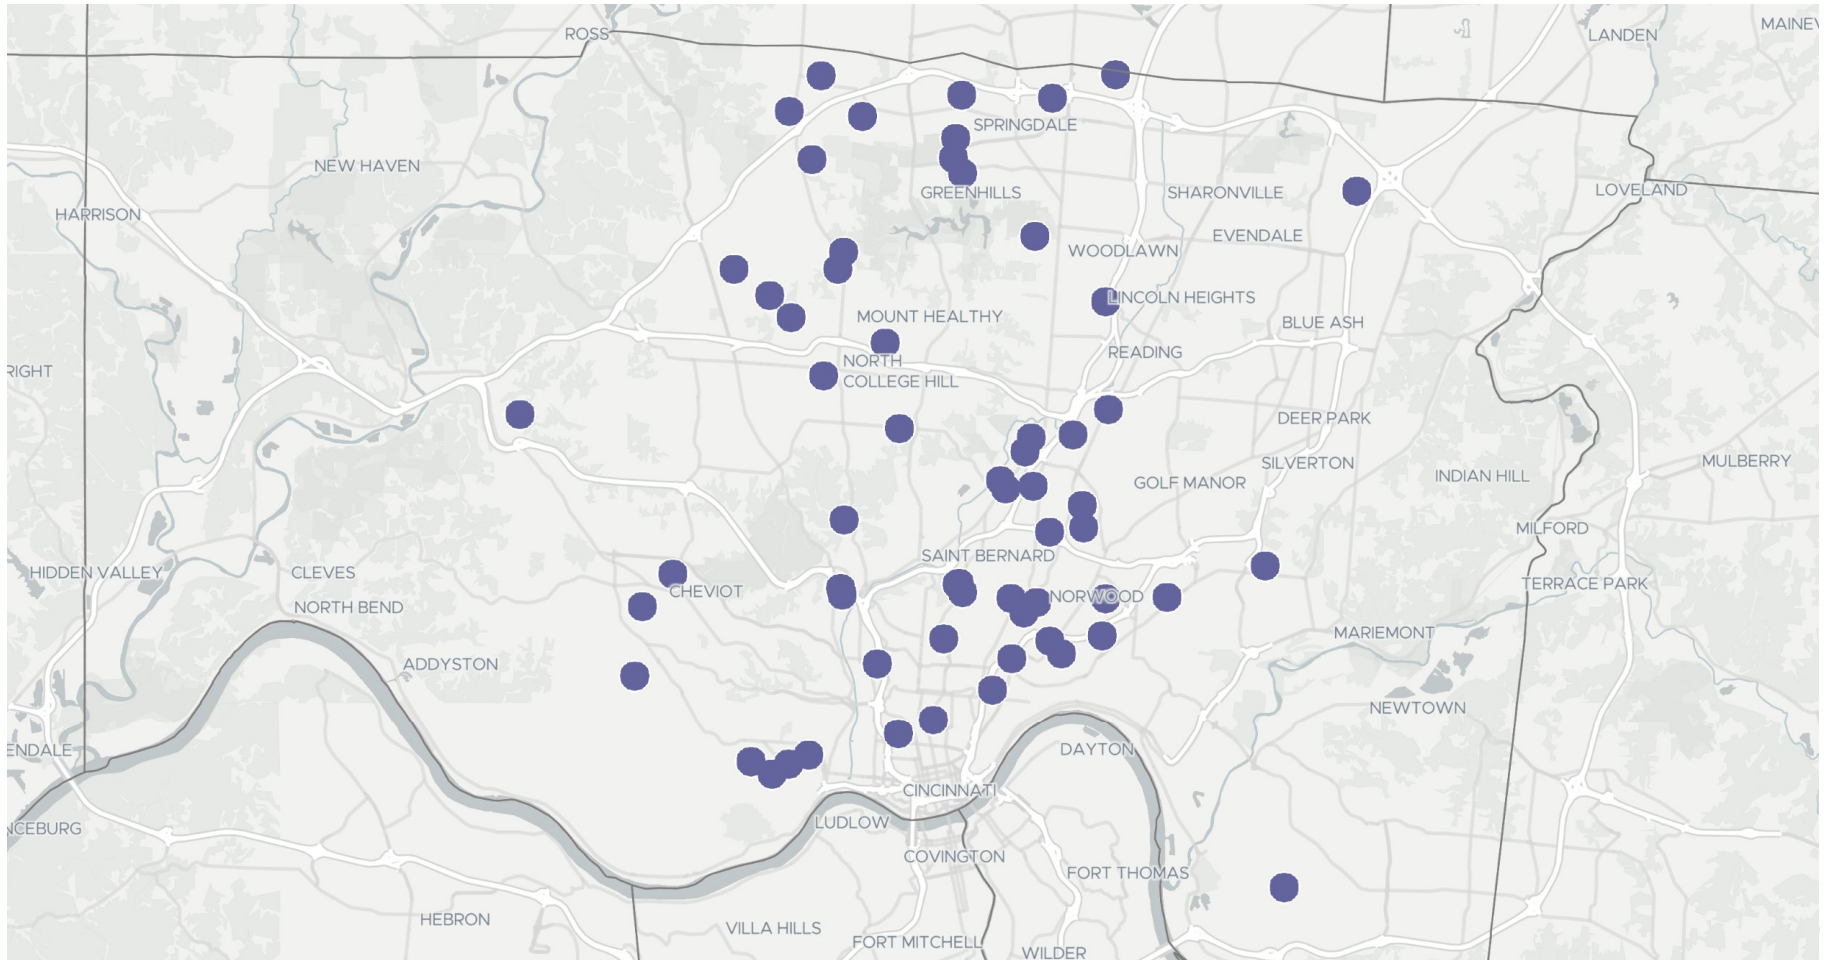 ROSS
LANDEN
MAINEV
SPRINGDALE
NEW HAVEN
GREENHILLS
SHARONVILLE
LOVELAND
HARRISON
WOODLAWN
EVENDALE
LINCOLN HEIGHTS
MOUNT HEALTHY
BLUE ASH
READING
NORTH
COLLEGE HILL
RIGHT
DEER PARK
SILVERTON
MULBERRY
INDIAN HILL
GOLF MANOR
MILFORD
SAINT BERNARD
HIDDEN VALLEY
CLEVES
TERRACE PARK
CHEVIOT
NORWOOD
NORTH BEND
MARIEMONT
ADDYSTON
NEWTOWN
ENDALE
DAYTON
CINCINNATI
NCEBURG
LUDLOW
COVINGTON
FORT THOMAS
HEBRON
VILLA HILLS
FORT MITCHELL
WILDER